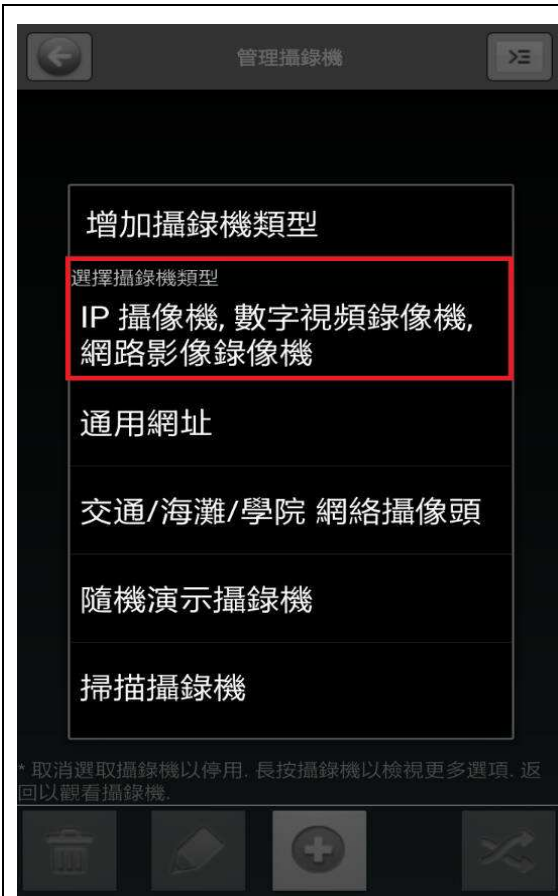 管理攝錄機
增加攝錄機類型
選擇攝錄機類型
IP 攝像機, 數字視頻錄像機,
網路影像錄像機
通用網址
交通/海灘/學院 網絡攝像頭
隨機演示攝錄機
掃描攝錄機
* 取消選取攝錄機以停用. 長按攝錄機以檢視更多選項. 返
回以觀看攝錄機.